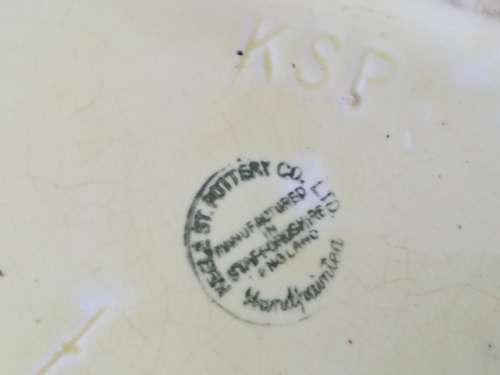 KSP
KEELE ST. POTTERY CO. LTD.
MANUFACTURED
IN
STAFFORDSHIRE
ENGLAND
Handpainted